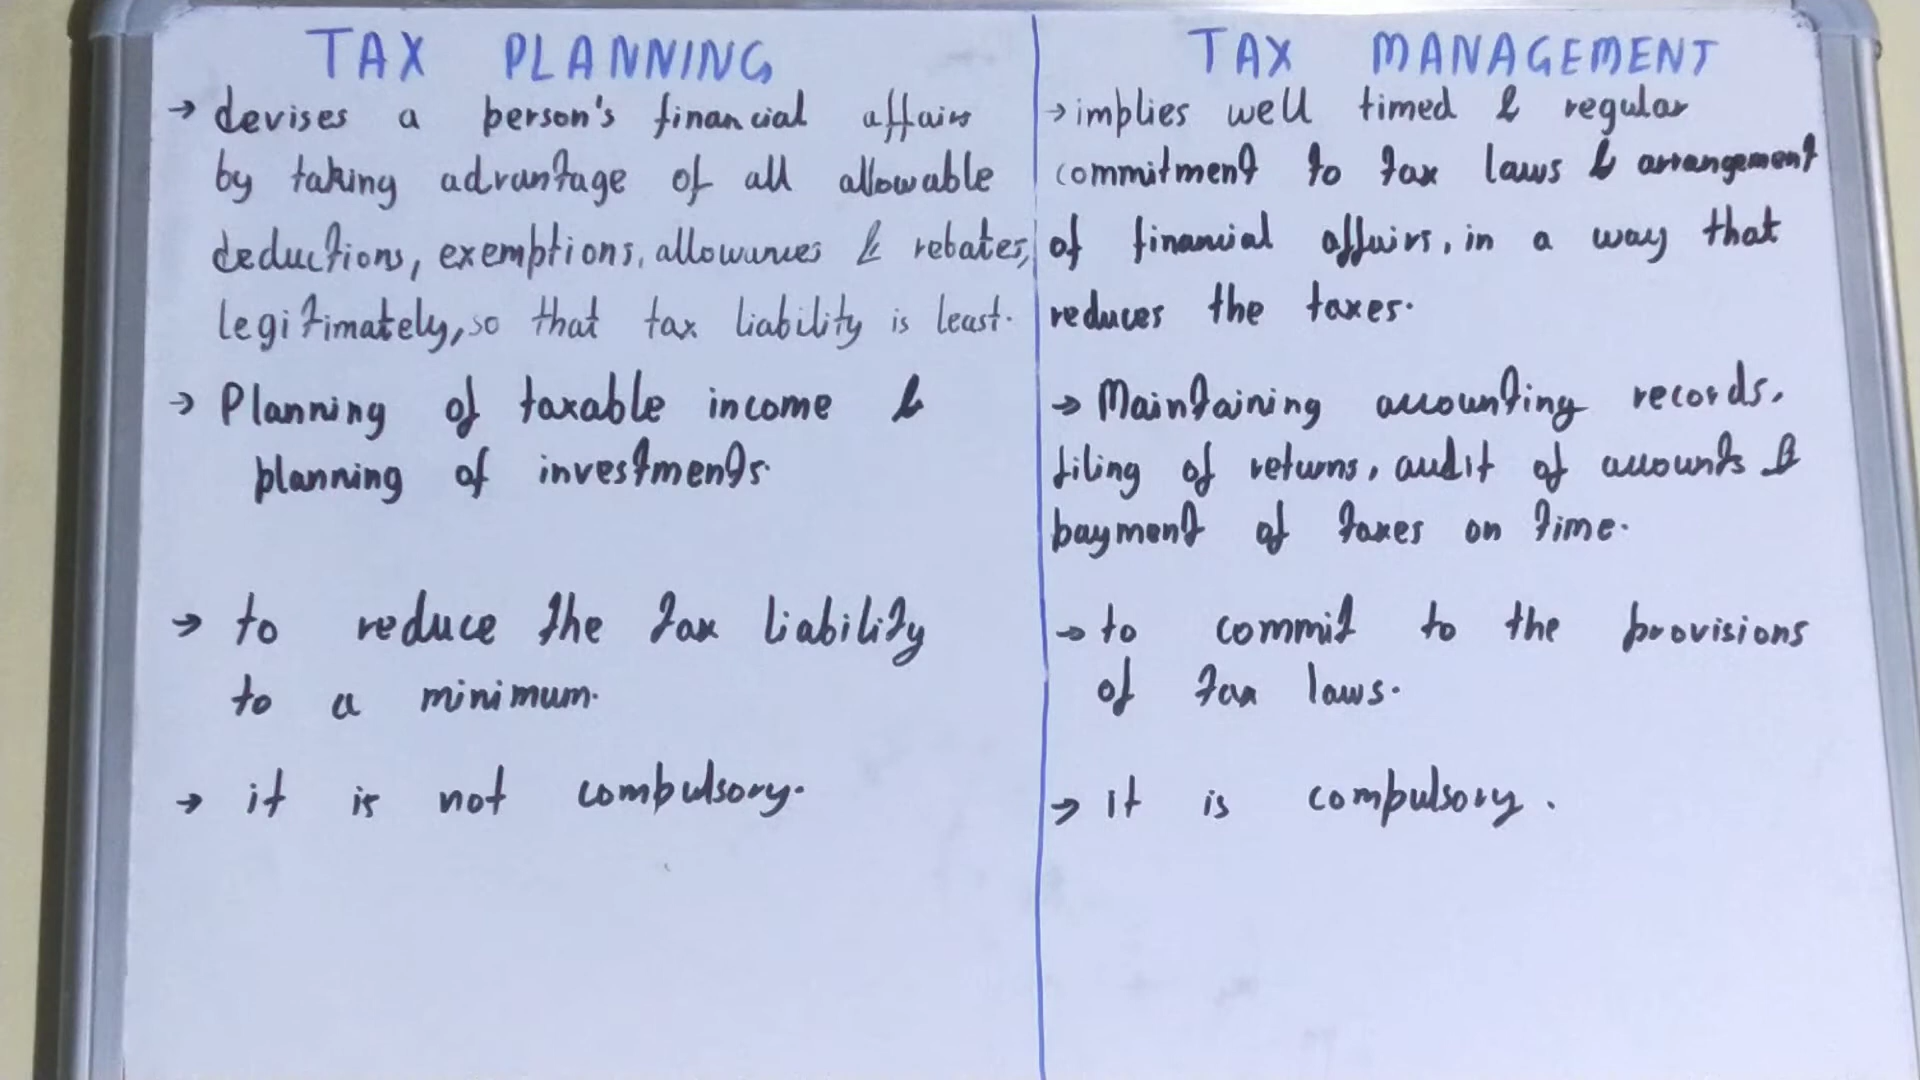 TAX PLANNING
→ devises a person's financial affairs
by taking advantage of all allowable
deductions, exemptions, allowances & rebates,
legitimately, so that tax liability is least.
→ Planning of taxable income &
planning of investments.
→ to reduce the tax liability
to a minimum.
→ it is not compulsory.
TAX MANAGEMENT
→ implies well timed & regular
commitment to tax laws & arrangement
of financial affairs, in a way that
reduces the taxes.
→ Maintaining accounting records,
filing of returns, audit of accounts &
payment of taxes on time.
→ to commit to the provisions
of tax laws.
→ it is compulsory.